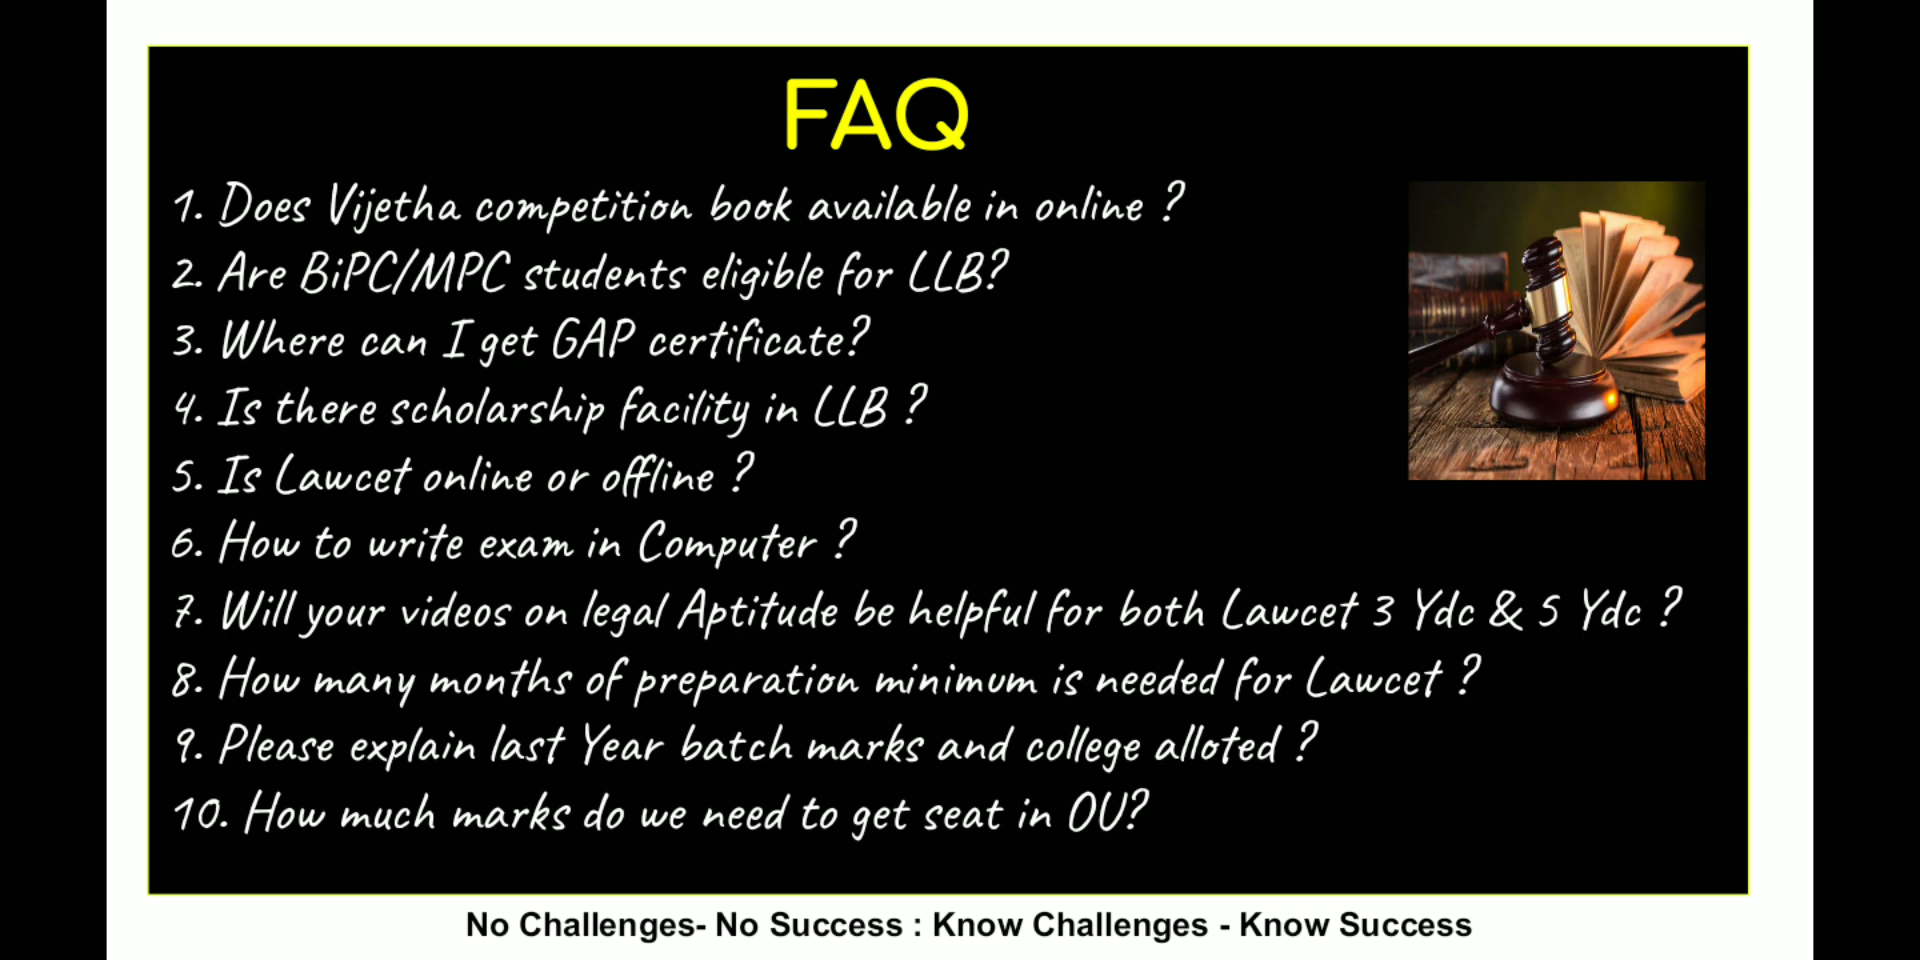 FAQ
1. Does Vijetha competition book available in online ?
2. Are BiPC/MPC students eligible for LLB?
3. Where can I get GAP certificate?
4. Is there scholarship facility in LLB ?
5. Is Lawcet online or offline ?
6. How to write exam in Computer ?
7. Will your videos on legal Aptitude be helpful for both Lawcet 3 Ydc & 5 Ydc ?
8. How many months of preparation minimum is needed for Lawcet ?
9. Please explain last Year batch marks and college alloted ?
10. How much marks do we need to get seat in OU?
No Challenges- No Success : Know Challenges - Know Success